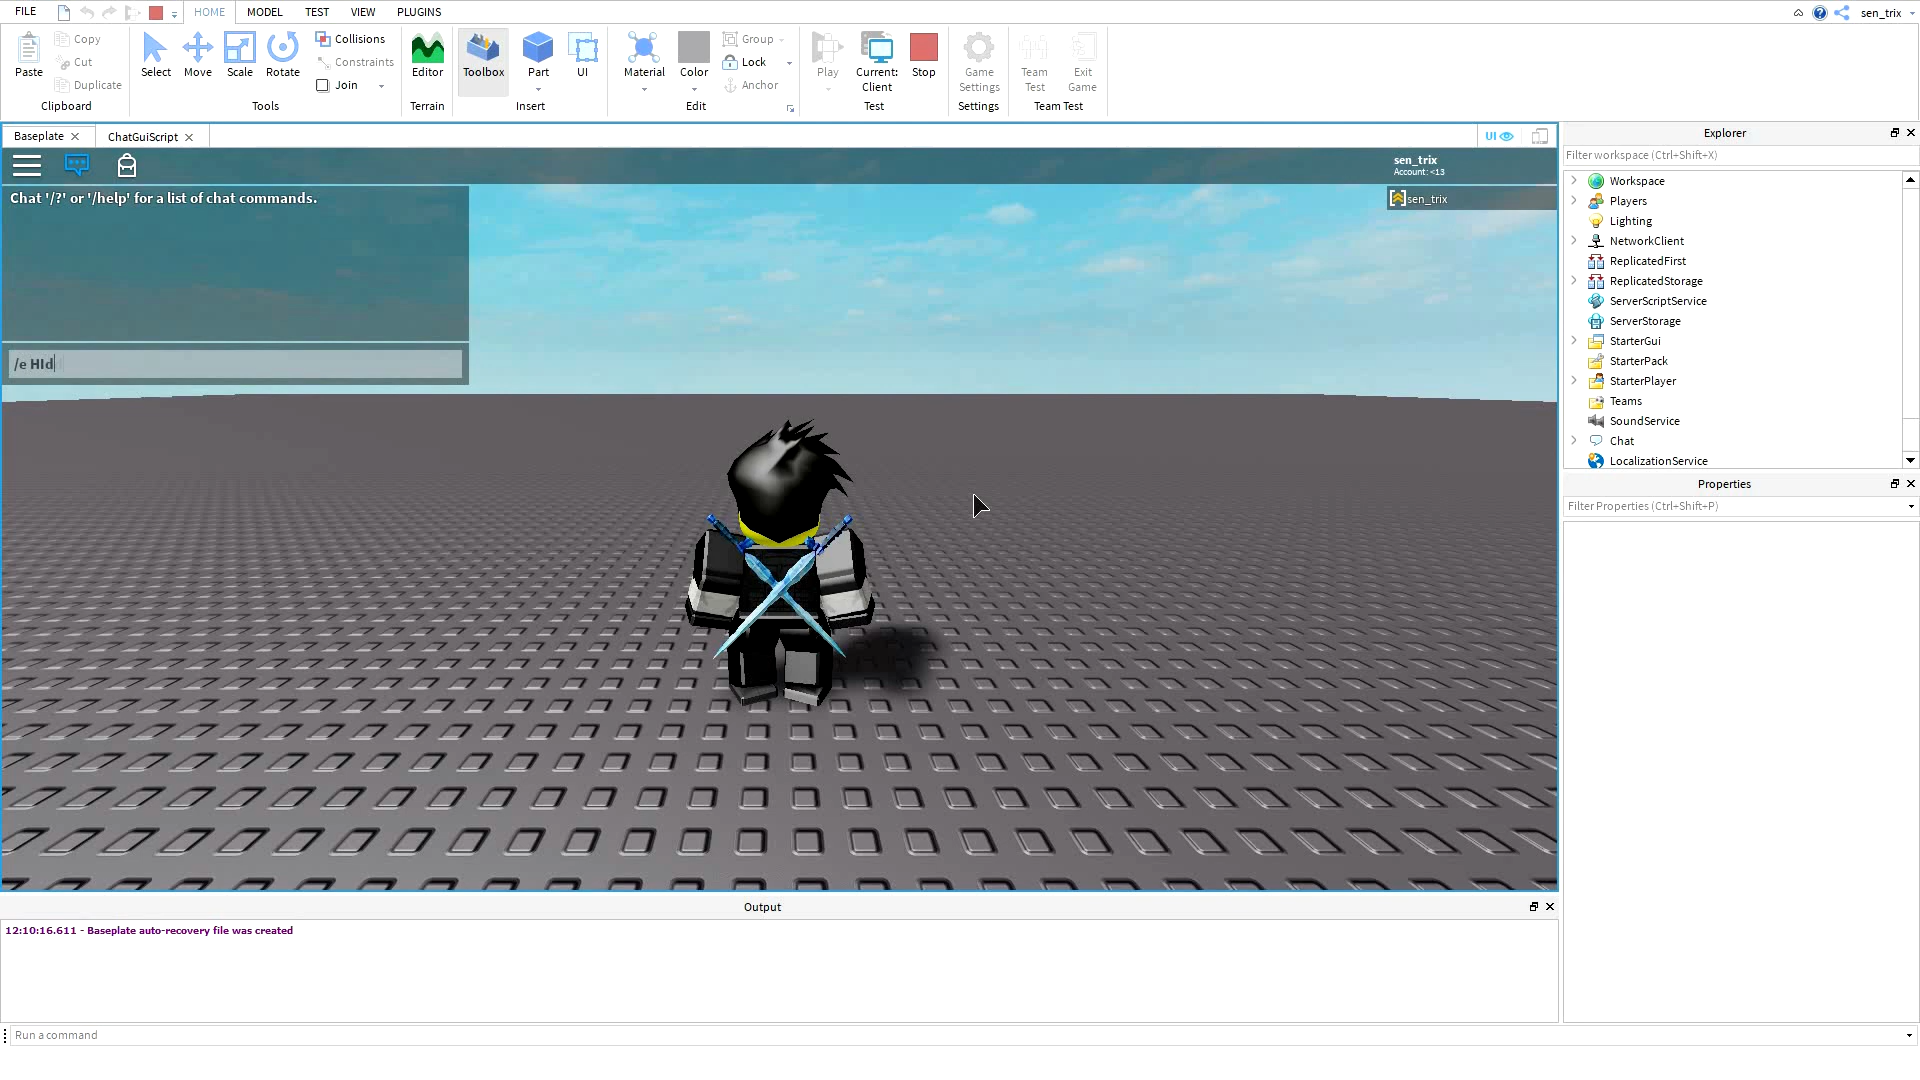 FILE HOME MODEL TEST VIEW PLUGINS sen_trix
Paste Copy Cut Duplicate Clipboard
Select Move Scale Rotate Collisions Constraints Join Tools
Editor Terrain
Toolbox Part UI Insert
Material Color Group Lock Anchor Edit
Play Current: Client Stop Test
Game Settings Settings
Team Test Exit Game Team Test
Baseplate ChatGuiScript UI
sen_trix
Account: <13
sen_trix
Chat '/?' or '/help' for a list of chat commands.
/e HId
Explorer
Filter workspace (Ctrl+Shift+X)
Workspace
Players
Lighting
NetworkClient
ReplicatedFirst
ReplicatedStorage
ServerScriptService
ServerStorage
StarterGui
StarterPack
StarterPlayer
Teams
SoundService
Chat
LocalizationService
Properties
Filter Properties (Ctrl+Shift+P)
Output
12:10:16.611 - Baseplate auto-recovery file was created
Run a command